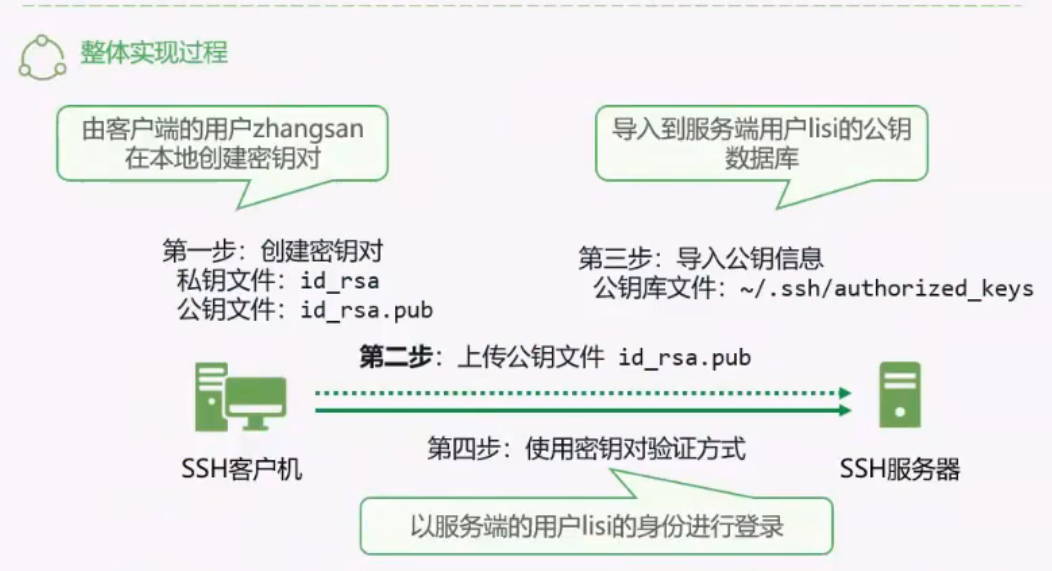 整体实现过程
由客户端的用户zhangsan
在本地创建密钥对
导入到服务端用户lisi的公钥
数据库
第一步：创建密钥对
私钥文件：id_rsa
公钥文件：id_rsa.pub
第三步：导入公钥信息
公钥库文件：~/.ssh/authorized_keys
第二步：上传公钥文件 id_rsa.pub
第四步：使用密钥对验证方式
SSH客户机
SSH服务器
以服务端的用户lisi的身份进行登录